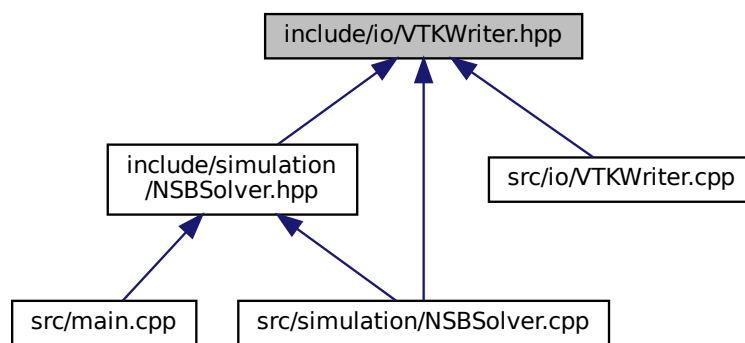 include/io/VTKWriter.hpp
include/simulation
/NSBSolver.hpp
src/io/VTKWriter.cpp
src/main.cpp
src/simulation/NSBSolver.cpp